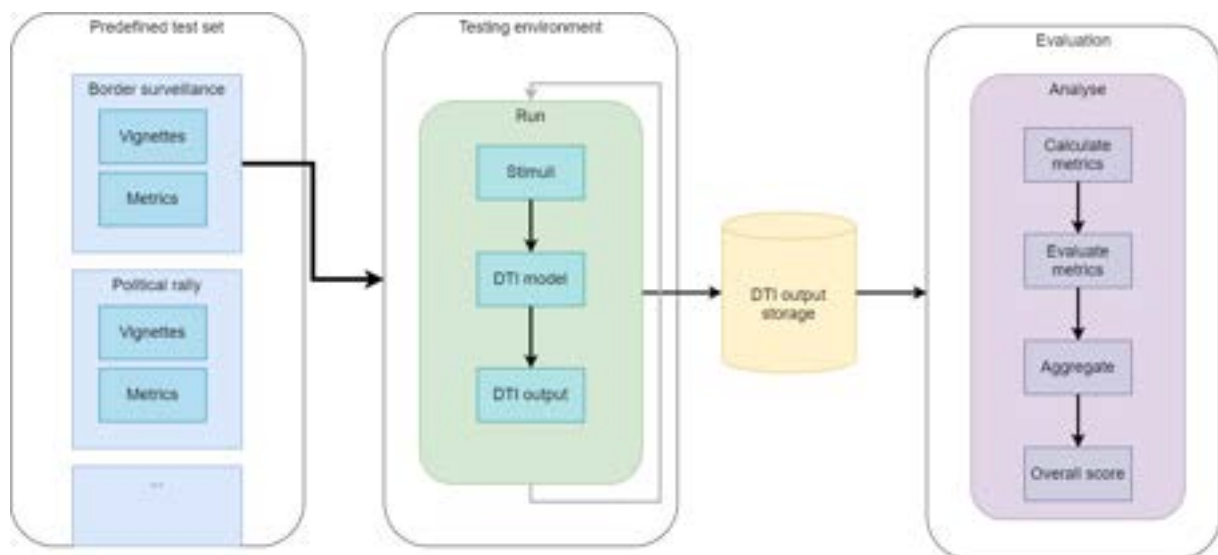 Predefined test set
Border surveillance
Vignettes
Metrics
Political rally
Vignettes
Metrics
...
Testing environment
Run
Stimuli
DTI model
DTI output
DTI output
storage
Evaluation
Analyse
Calculate
metrics
Evaluate
metrics
Aggregate
Overall score